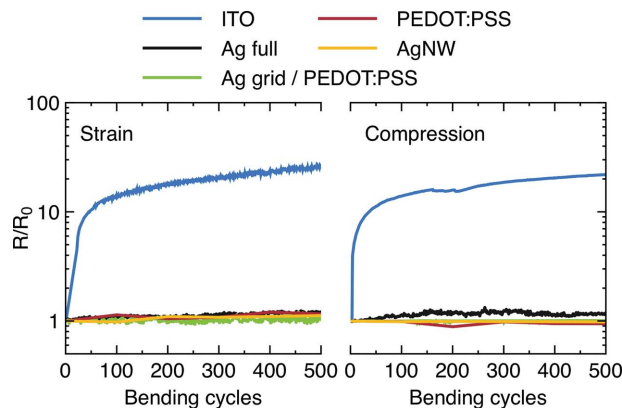 ITO
PEDOT:PSS
Ag full
AgNW
Ag grid / PEDOT:PSS
100
10
1
R/R0
Strain
Compression
0 100 200 300 400 500
0 100 200 300 400 500
Bending cycles
Bending cycles